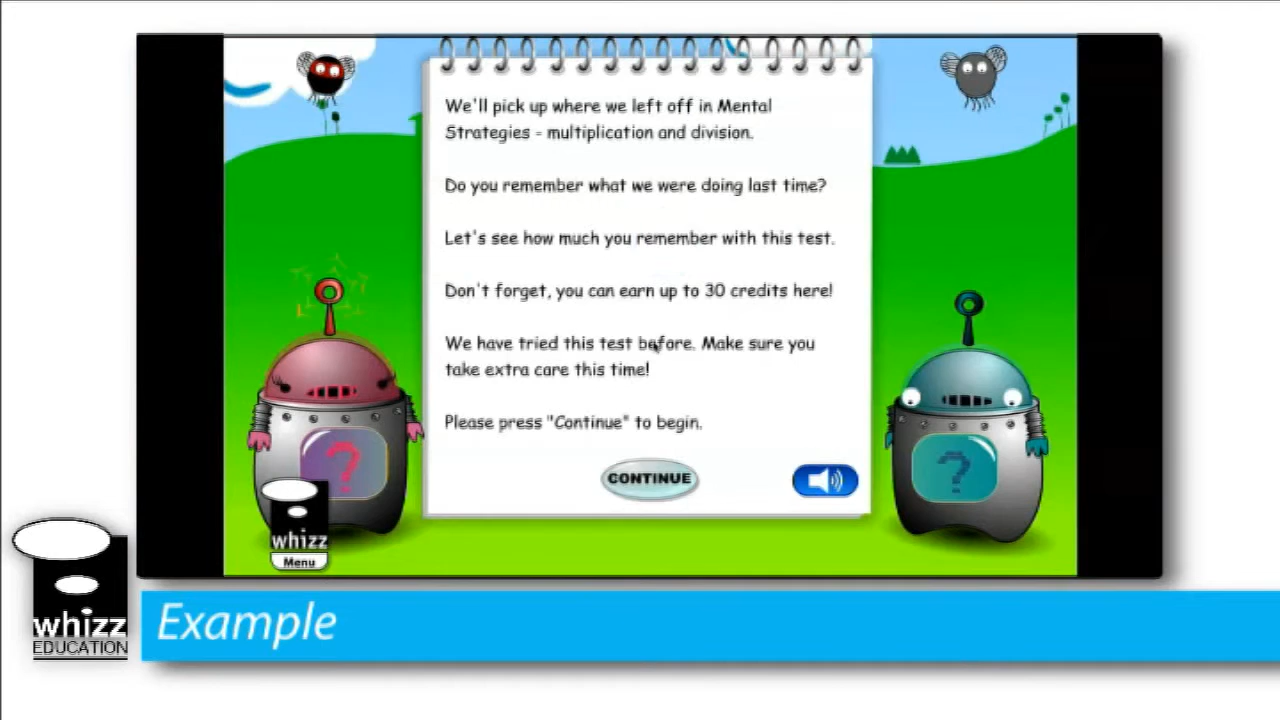 We'll pick up where we left off in Mental
Strategies - multiplication and division.
Do you remember what we were doing last time?
Let's see how much you remember with this test.
Don't forget, you can earn up to 30 credits here!
We have tried this test before. Make sure you
take extra care this time!
Please press "Continue" to begin.
CONTINUE
?
?
whizz
Menu
whizz
EDUCATION
Example